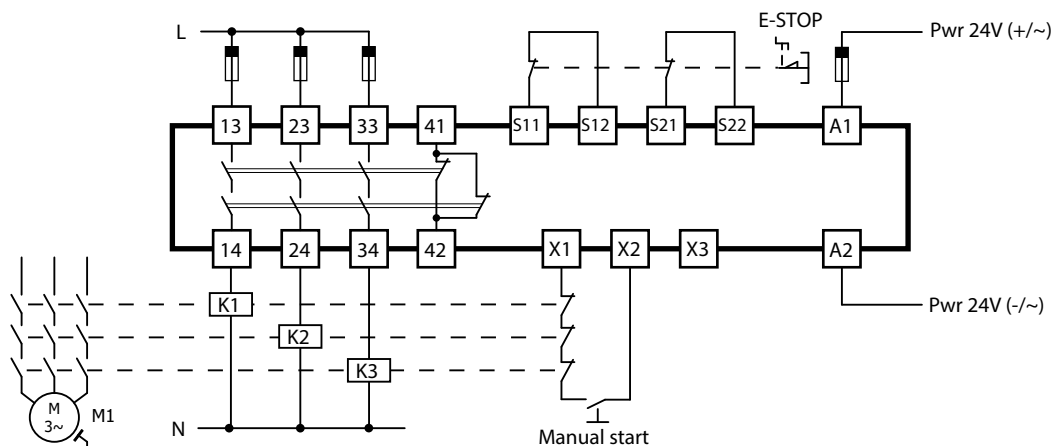 E-STOP
L
Pwr 24V (+/~)
13 23 33 41 S11 S12 S21 S22 A1
14 24 34 42 X1 X2 X3 A2
K1
Pwr 24V (-/~)
K2
K3
M
3~
M1
N
Manual start